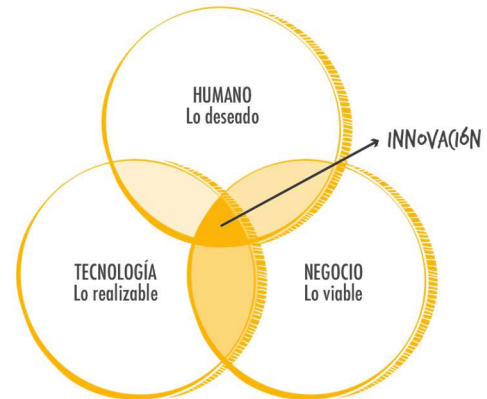 HUMANO
Lo deseado
INNOVACIÓN
TECNOLOGÍA
Lo realizable
NEGOCIO
Lo viable